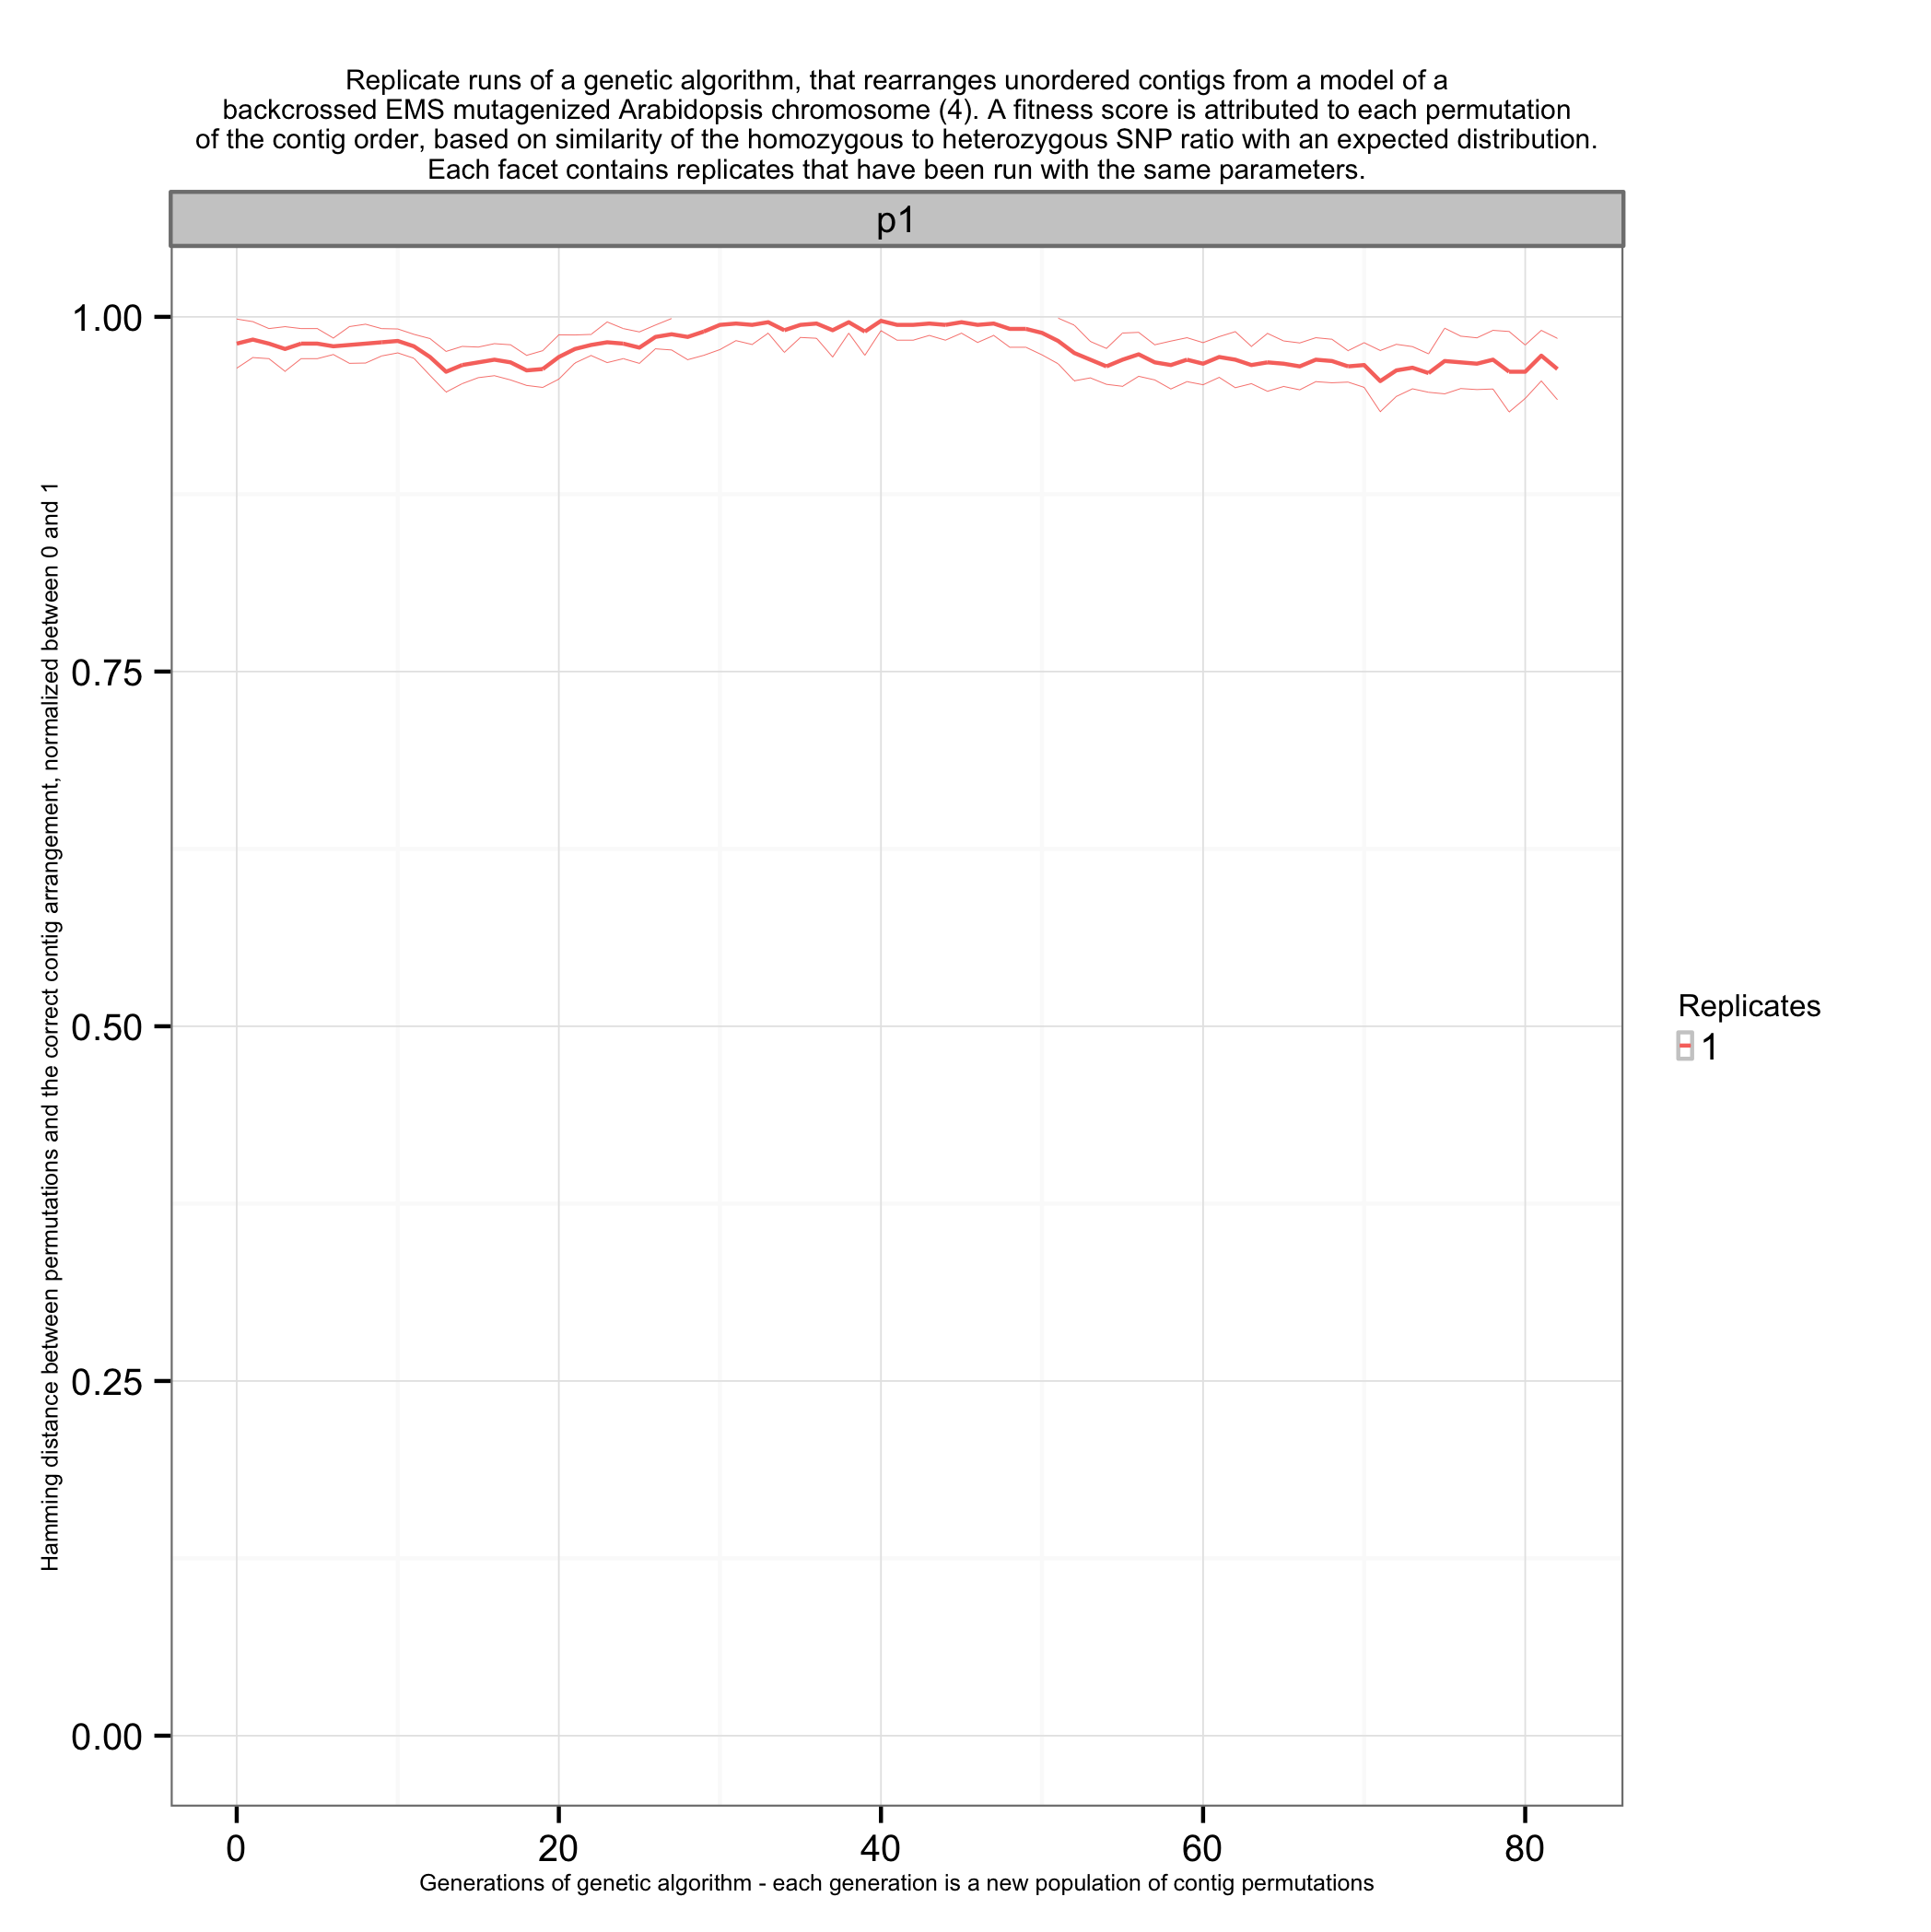 Replicate runs of a genetic algorithm, that rearranges unordered contigs from a model of a
backcrossed EMS mutagenized Arabidopsis chromosome (4). A fitness score is attributed to each permutation
of the contig order, based on similarity of the homozygous to heterozygous SNP ratio with an expected distribution.
Each facet contains replicates that have been run with the same parameters.
p1
Hamming distance between permutations and the correct contig arrangement, normalized between 0 and 1
1.00
0.75
0.50
0.25
0.00
0
20
40
60
80
Generations of genetic algorithm - each generation is a new population of contig permutations
Replicates
1